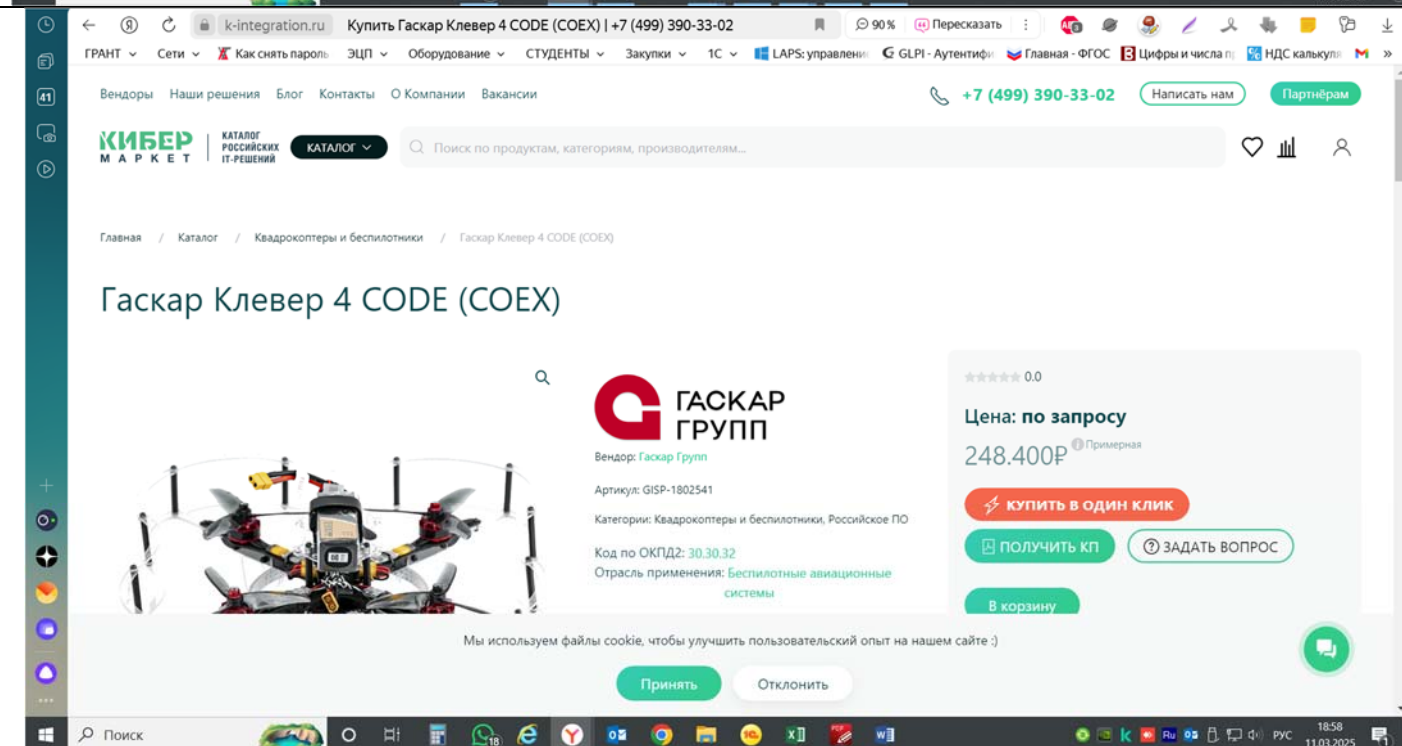 k-integration.ru Купить Гаскар Клевер 4 CODE (COEX) | +7 (499) 390-33-02 90 % Пересказать
ГРАНТ Сети Как снять пароль ЭЦП Оборудование СТУДЕНТЫ Закупки 1С LAPS: управлени GLPI - Аутентифи Главная - ФГОС Цифры и числа п НДС калькуля »
41
Вендоры Наши решения Блог Контакты О Компании Вакансии +7 (499) 390-33-02 Написать нам Партнёрам
КИБЕР
МАРКЕТ
КАТАЛОГ
РОССИЙСКИХ
IT-РЕШЕНИЙ
КАТАЛОГ Поиск по продуктам, категориям, производителям...
Главная / Каталог / Квадрокоптеры и беспилотники / Гаскар Клевер 4 CODE (COEX)
Гаскар Клевер 4 CODE (COEX)
ГАСКАР
ГРУПП
Вендор: Гаскар Групп
Артикул: GISP-1802541
Категории: Квадрокоптеры и беспилотники, Российское ПО
Код по ОКПД2: 30.30.32
Отрасль применения: Беспилотные авиационные
системы
0.0
Цена: по запросу
248.400₽ Примерная
КУПИТЬ В ОДИН КЛИК
ПОЛУЧИТЬ КП ЗАДАТЬ ВОПРОС
В корзину
Мы используем файлы cookie, чтобы улучшить пользовательский опыт на нашем сайте :)
Принять Отклонить
Поиск 18 РУС 18:58
11.03.2025